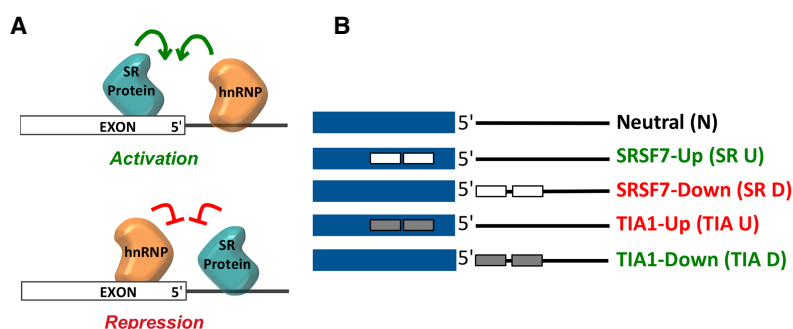 A
SR
Protein
hnRNP
EXON 5'
Activation
hnRNP
SR
Protein
EXON 5'
Repression
B
5' Neutral (N)
5' SRSF7-Up (SR U)
5' SRSF7-Down (SR D)
5' TIA1-Up (TIA U)
5' TIA1-Down (TIA D)